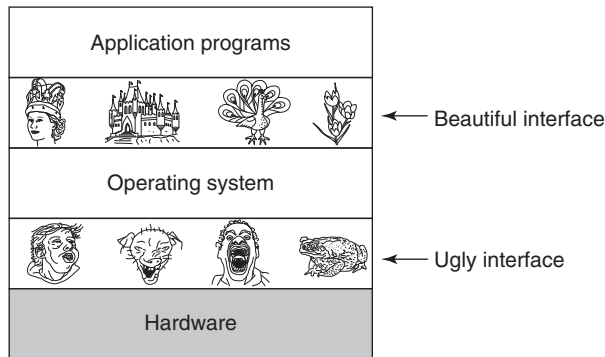 Application programs
Beautiful interface
Operating system
Ugly interface
Hardware